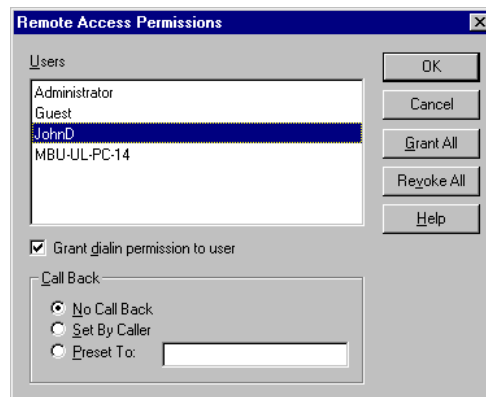 Remote Access Permissions
Users
Administrator
Guest
JohnD
MBU-UL-PC-14
OK
Cancel
Grant All
Revoke All
Help
Grant dialin permission to user
Call Back
No Call Back
Set By Caller
Preset To: